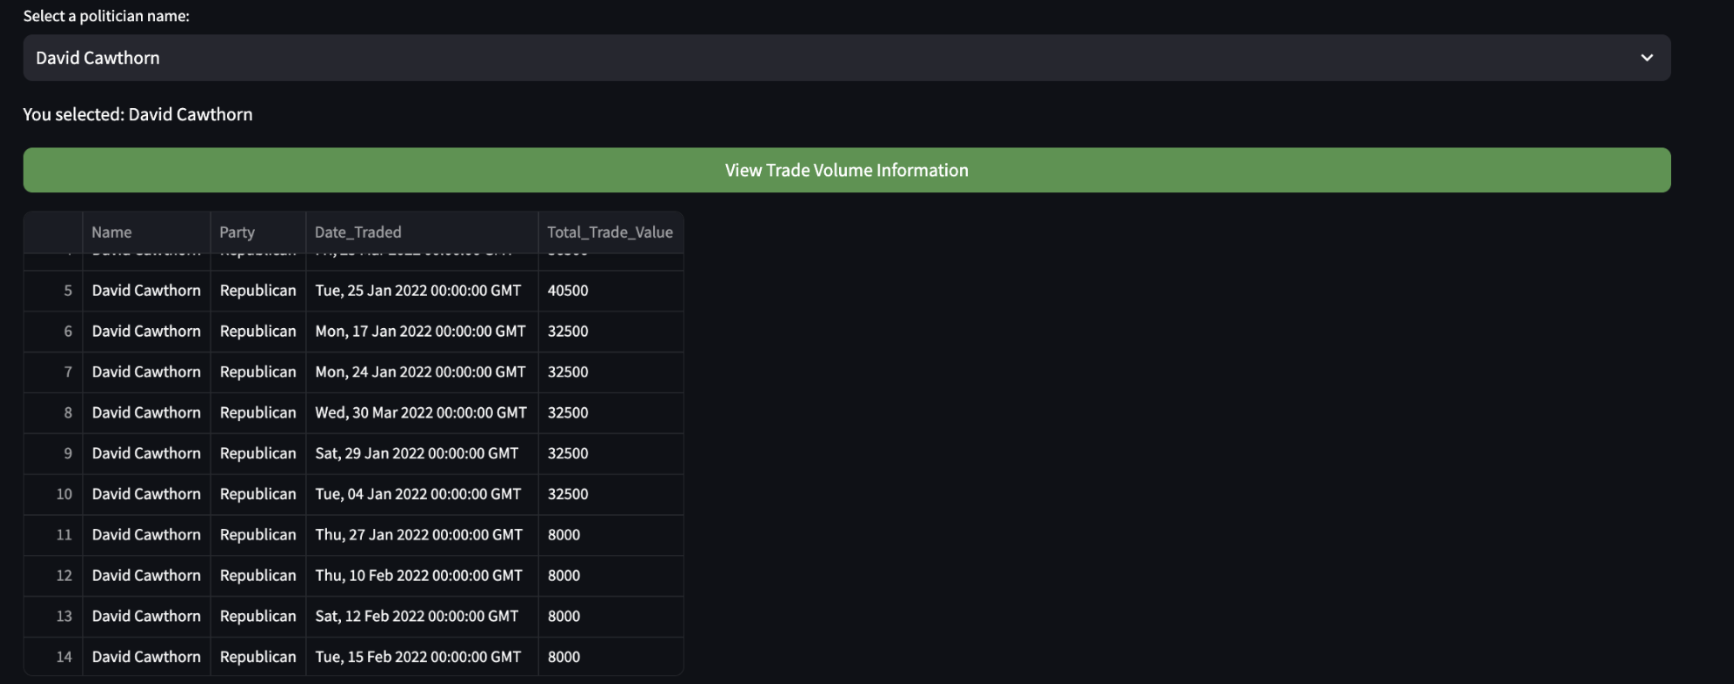 Select a politician name:
David Cawthorn
You selected: David Cawthorn
View Trade Volume Information
Name Party Date_Traded Total_Trade_Value
5 David Cawthorn Republican Tue, 25 Jan 2022 00:00:00 GMT 40500
6 David Cawthorn Republican Mon, 17 Jan 2022 00:00:00 GMT 32500
7 David Cawthorn Republican Mon, 24 Jan 2022 00:00:00 GMT 32500
8 David Cawthorn Republican Wed, 30 Mar 2022 00:00:00 GMT 32500
9 David Cawthorn Republican Sat, 29 Jan 2022 00:00:00 GMT 32500
10 David Cawthorn Republican Tue, 04 Jan 2022 00:00:00 GMT 32500
11 David Cawthorn Republican Thu, 27 Jan 2022 00:00:00 GMT 8000
12 David Cawthorn Republican Thu, 10 Feb 2022 00:00:00 GMT 8000
13 David Cawthorn Republican Sat, 12 Feb 2022 00:00:00 GMT 8000
14 David Cawthorn Republican Tue, 15 Feb 2022 00:00:00 GMT 8000